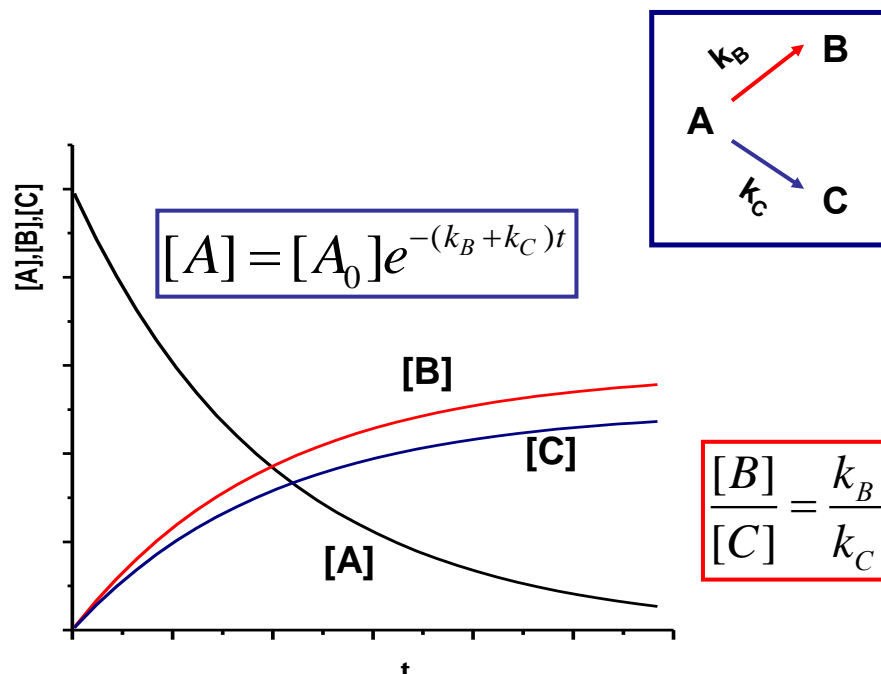 k_B
B
A
k_C
C
[A],[B],[C]
[A] = [A_0]e^{-(k_B+k_C)t}
[B]
[C]
[A]
[B]/[C] = k_B/k_C
t